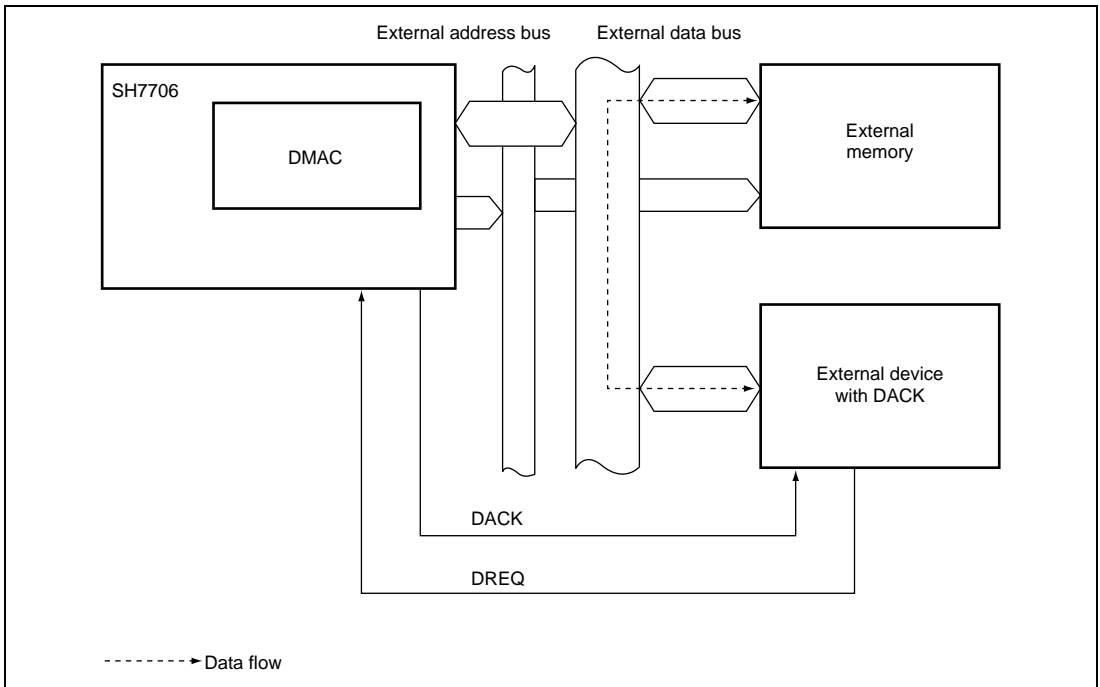 External address bus
External data bus
SH7706
DMAC
External
memory
External device
with DACK
DACK
DREQ
Data flow